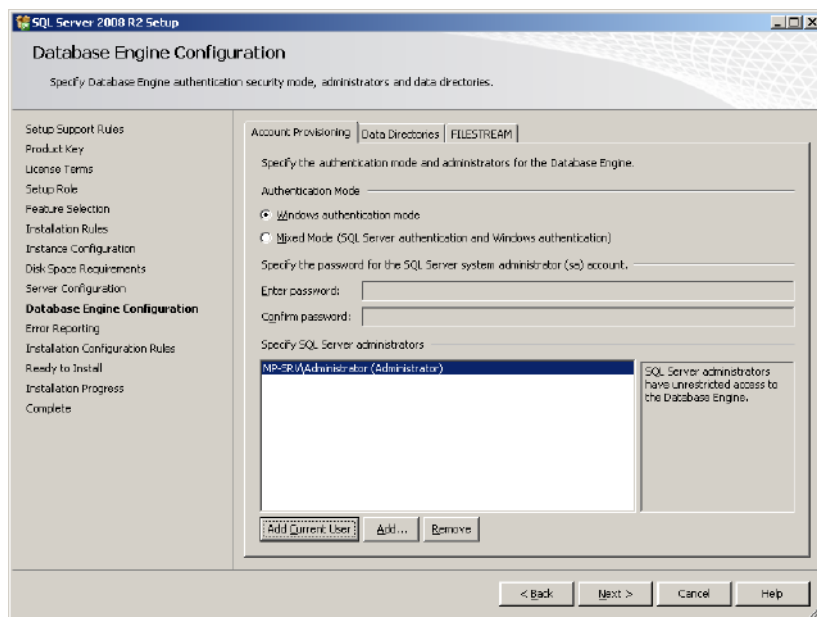 SQL Server 2008 R2 Setup
Database Engine Configuration
Specify Database Engine authentication security mode, administrators and data directories.
Setup Support Rules
Product Key
License Terms
Setup Role
Feature Selection
Installation Rules
Instance Configuration
Disk Space Requirements
Server Configuration
Database Engine Configuration
Error Reporting
Installation Configuration Rules
Ready to Install
Installation Progress
Complete
Account Provisioning Data Directories FILESTREAM
Specify the authentication mode and administrators for the Database Engine.
Authentication Mode
Windows authentication mode
Mixed Mode (SQL Server authentication and Windows authentication)
Specify the password for the SQL Server system administrator (sa) account.
Enter password:
Confirm password:
Specify SQL Server administrators
MP-SRV\Administrator (Administrator)
SQL Server administrators
have unrestricted access to
the Database Engine.
Add Current User Add... Remove
< Back Next > Cancel Help